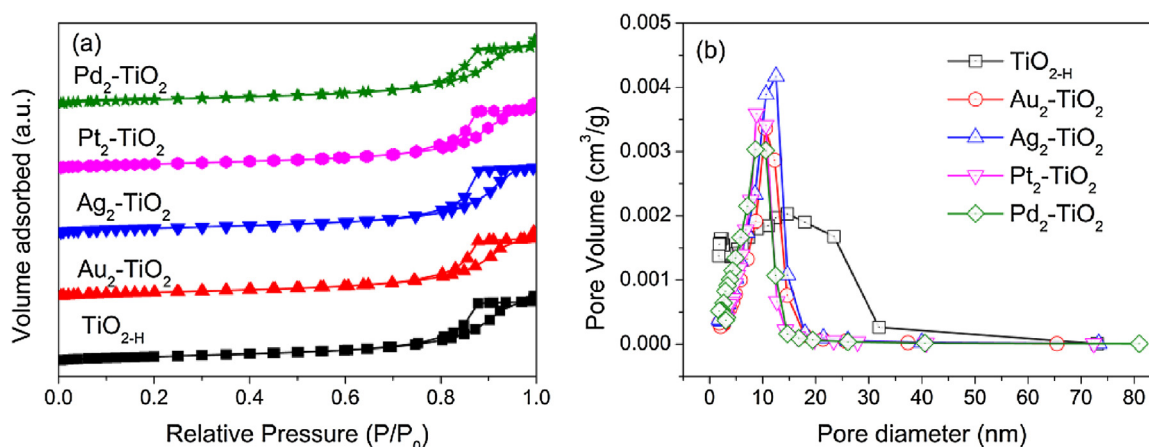 (a)
Pd2-TiO2
Pt2-TiO2
Ag2-TiO2
Au2-TiO2
TiO2-H
Volume adsorbed (a.u.)
0.0 0.2 0.4 0.6 0.8 1.0
Relative Pressure (P/P0)
(b)
TiO2-H
Au2-TiO2
Ag2-TiO2
Pt2-TiO2
Pd2-TiO2
0.005
0.004
0.003
0.002
0.001
0.000
Pore Volume (cm³/g)
0 10 20 30 40 50 60 70 80
Pore diameter (nm)